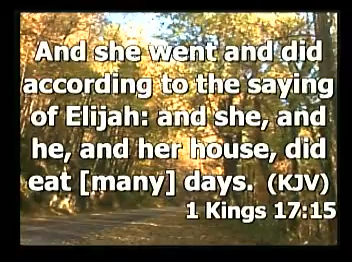 And she went and did
according to the saying
of Elijah: and she, and
he, and her house, did
eat [many] days. (KJV)
1 Kings 17:15